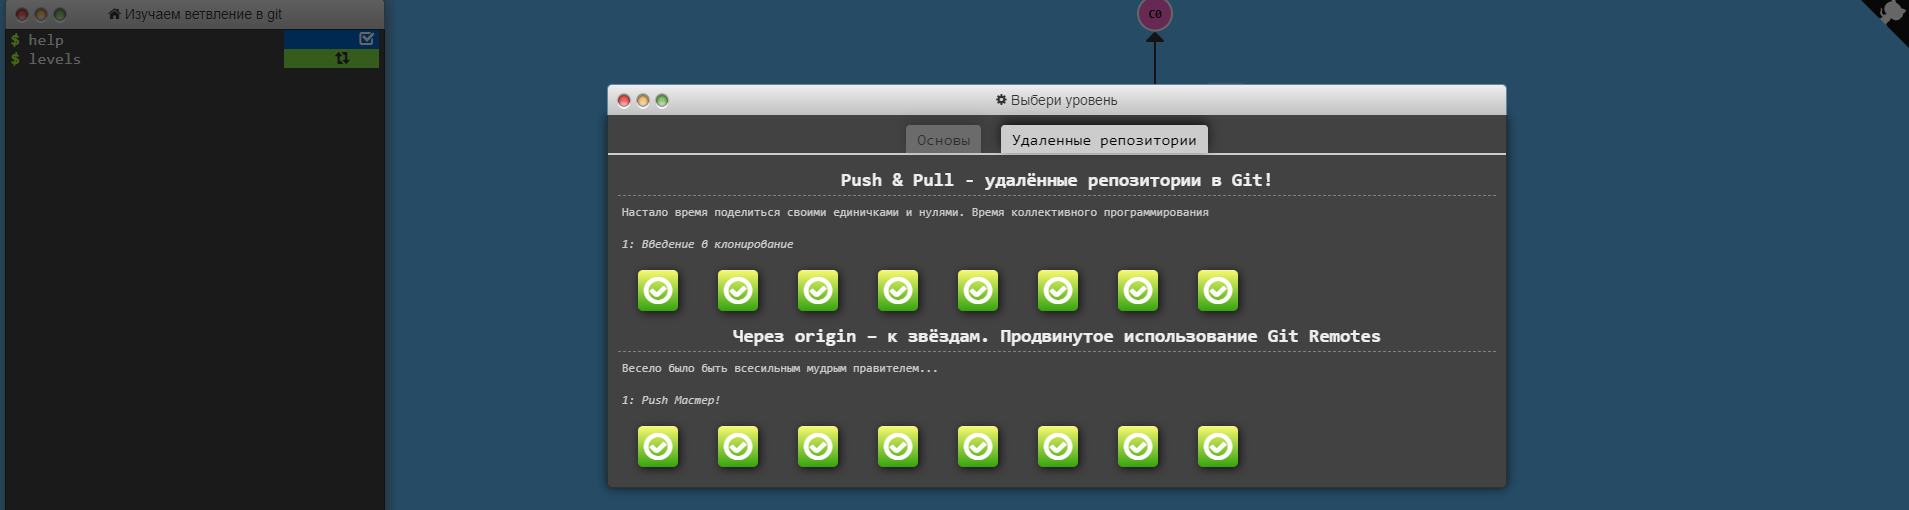 Изучаем ветвление в git
$ help
$ levels
C0
Выбери уровень
Основы
Удаленные репозитории
Push & Pull - удалённые репозитории в Git!
Настало время поделиться своими единичками и нулями. Время коллективного программирования
1: Введение в клонирование
Через origin – к звёздам. Продвинутое использование Git Remotes
Весело было быть всесильным мудрым правителем...
1: Push Мастер!